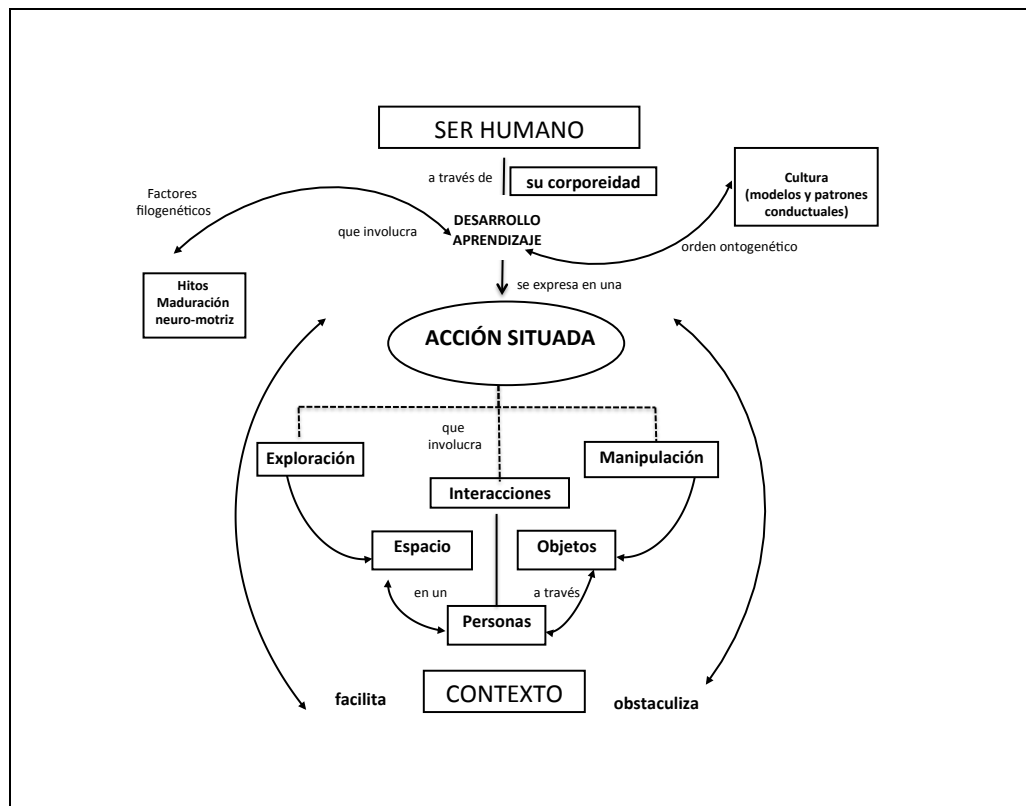 SER HUMANO
a través de
su corporeidad
Cultura
(modelos y patrones
conductuales)
Factores
filogenéticos
DESARROLLO
APRENDIZAJE
que involucra
orden ontogenético
Hitos
Maduración
neuro-motriz
se expresa en una
ACCIÓN SITUADA
que
involucra
Exploración
Manipulación
Interacciones
Espacio
Objetos
en un
a través
Personas
facilita
CONTEXTO
obstaculiza